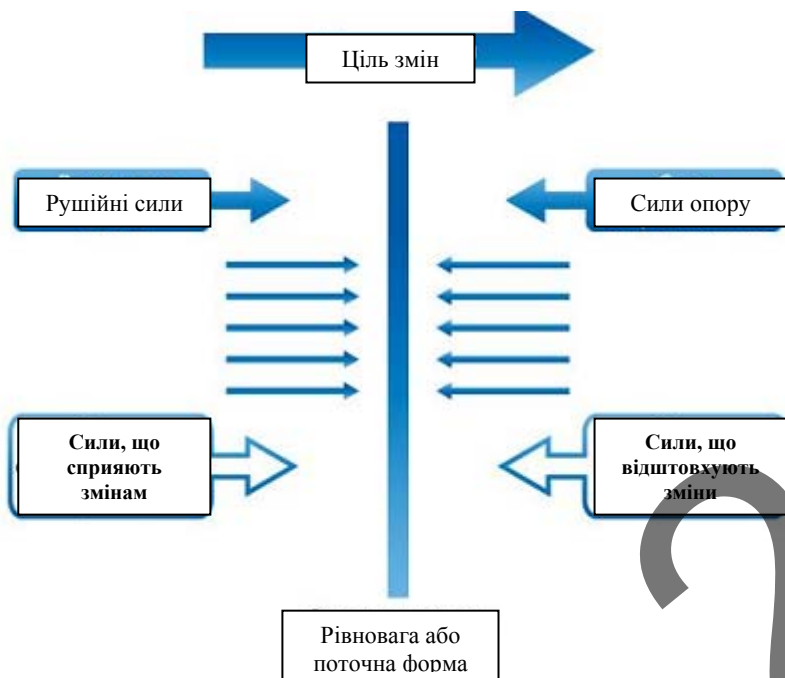 Ціль змін
Рушійні сили
Сили опору
Сили, що
сприяють
змінам
Сили, що
відштовхують
зміни
Рівновага або
поточна форма